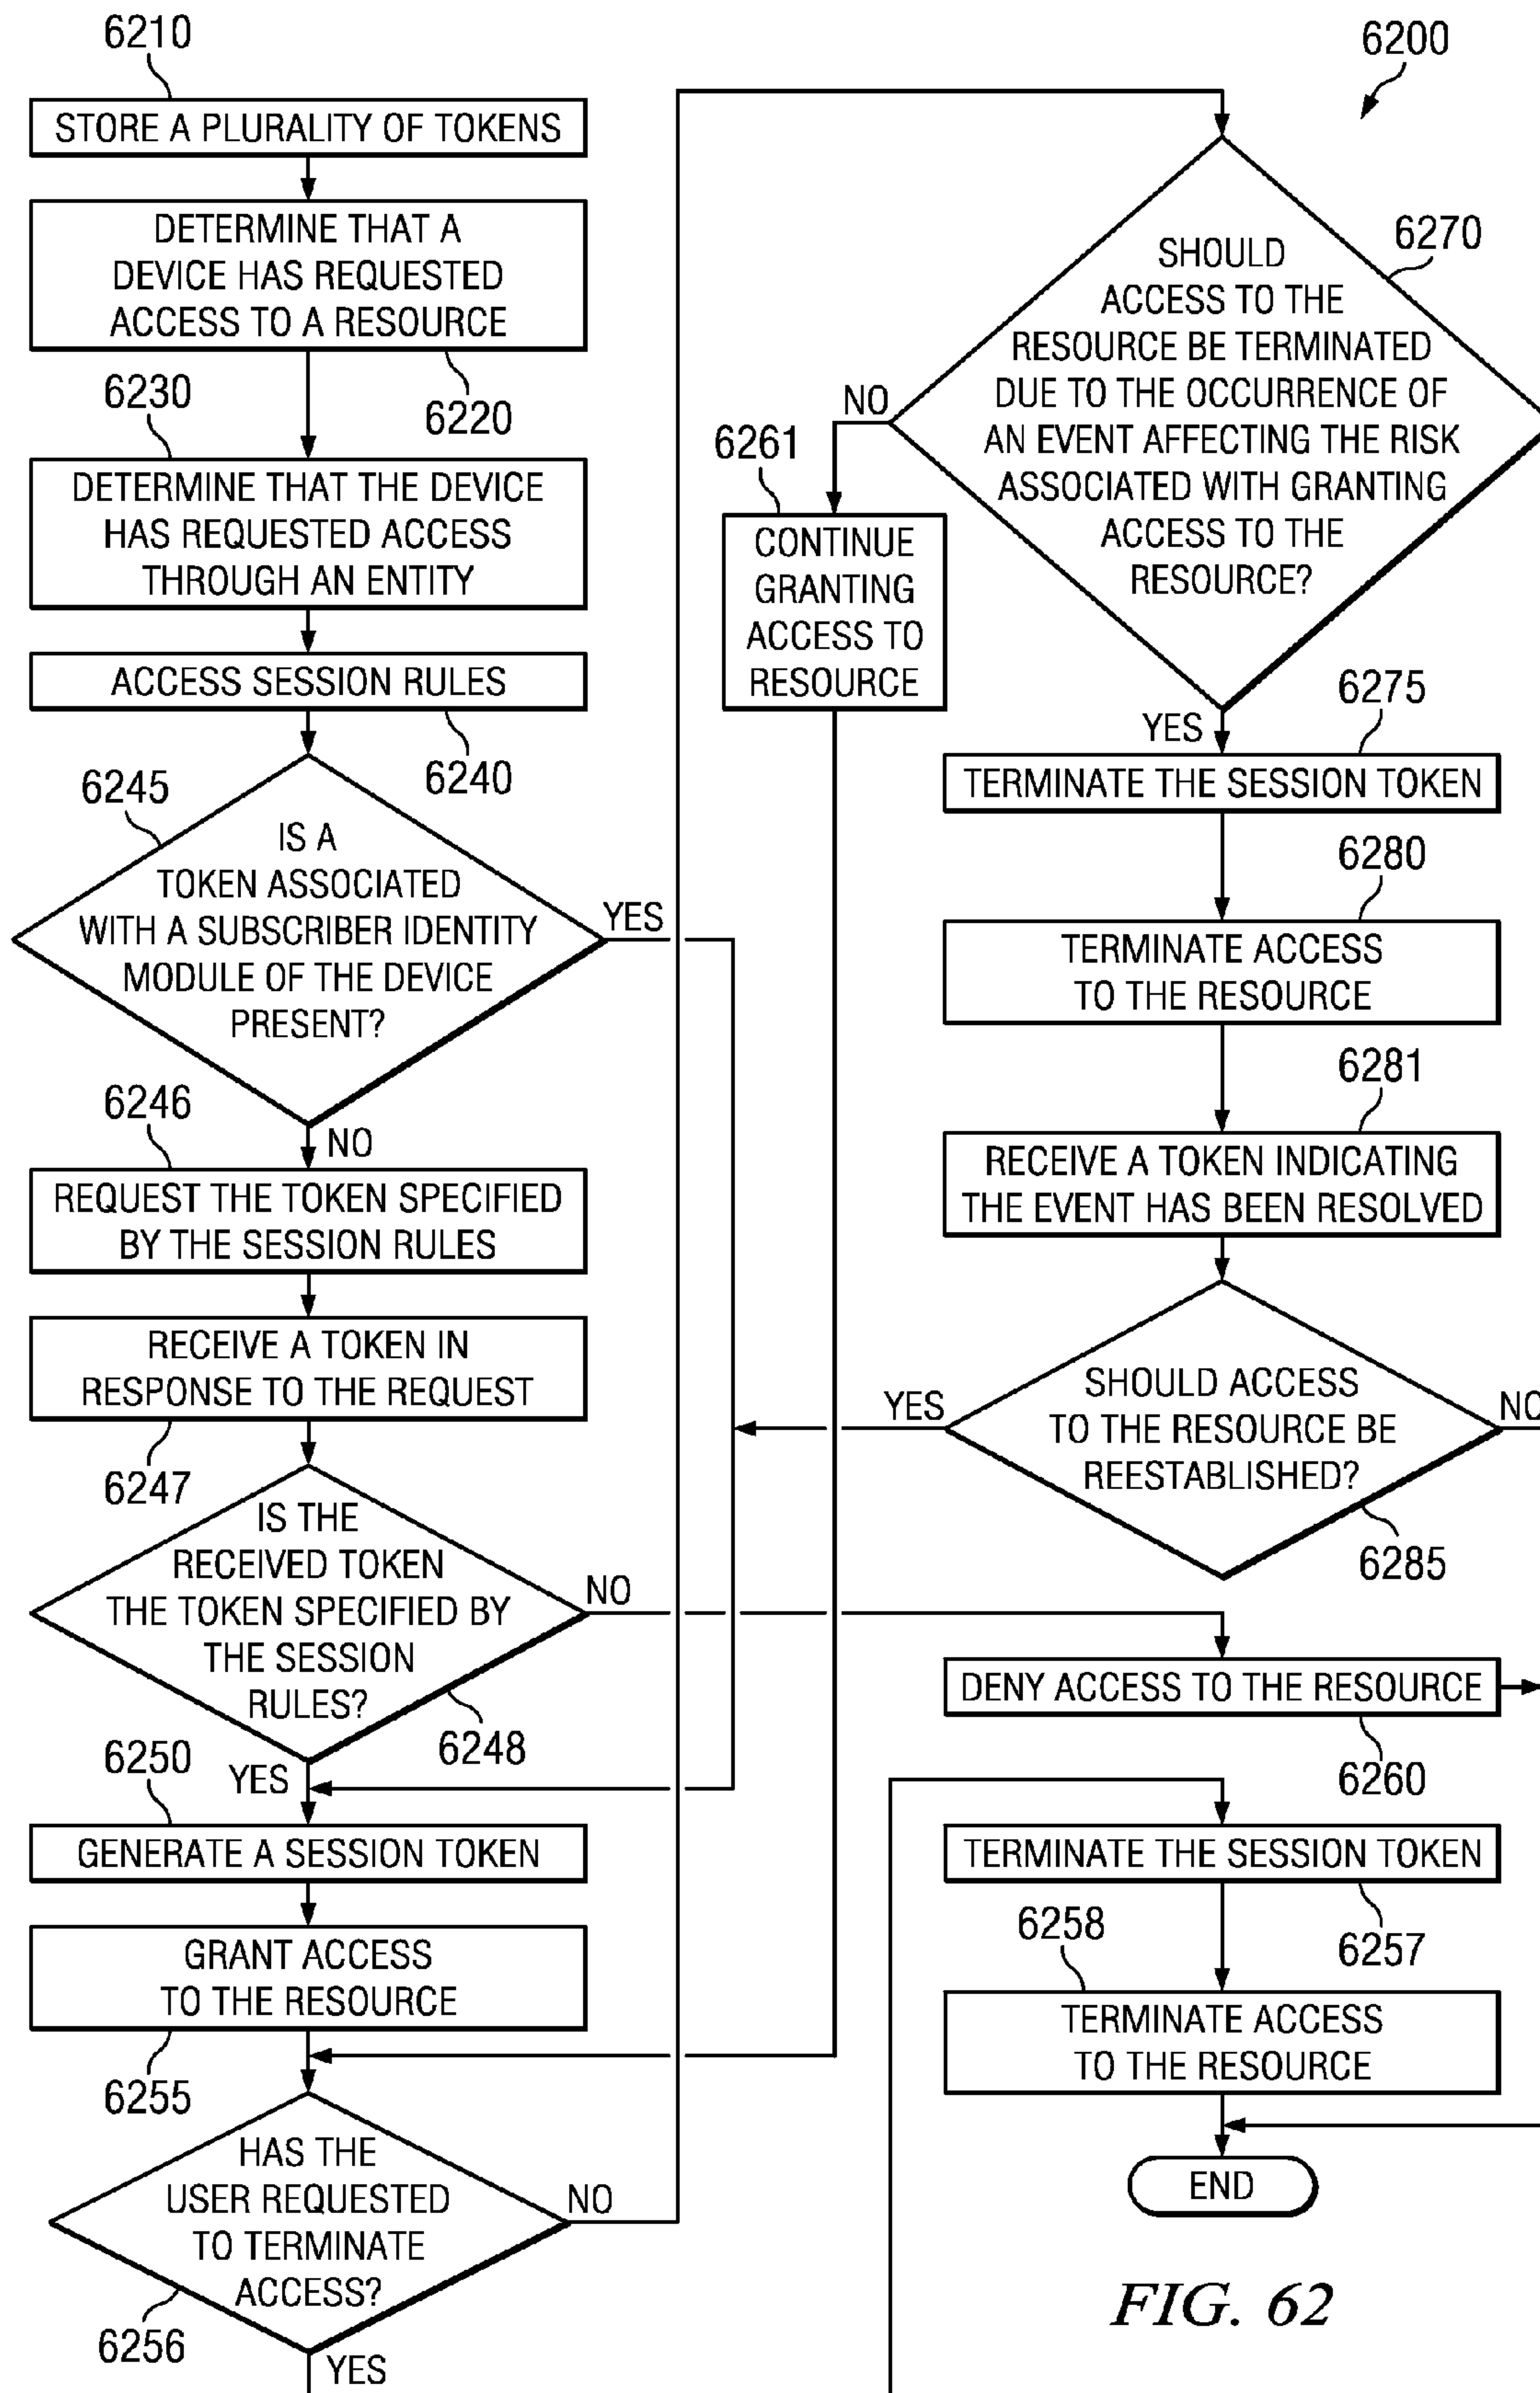 6210
STORE A PLURALITY OF TOKENS
DETERMINE THAT A
DEVICE HAS REQUESTED
ACCESS TO A RESOURCE
6220
6230
DETERMINE THAT THE DEVICE
HAS REQUESTED ACCESS
THROUGH AN ENTITY
ACCESS SESSION RULES
6240
6245
IS A
TOKEN ASSOCIATED
WITH A SUBSCRIBER IDENTITY
MODULE OF THE DEVICE
PRESENT?
YES
NO
6246
REQUEST THE TOKEN SPECIFIED
BY THE SESSION RULES
RECEIVE A TOKEN IN
RESPONSE TO THE REQUEST
6247
IS THE
RECEIVED TOKEN
THE TOKEN SPECIFIED BY
THE SESSION
RULES?
NO
6248
YES
6250
GENERATE A SESSION TOKEN
GRANT ACCESS
TO THE RESOURCE
6255
HAS THE
USER REQUESTED
TO TERMINATE
ACCESS?
NO
6256
YES
6200
6270
SHOULD
ACCESS TO THE
RESOURCE BE TERMINATED
DUE TO THE OCCURRENCE OF
AN EVENT AFFECTING THE RISK
ASSOCIATED WITH GRANTING
ACCESS TO THE
RESOURCE?
NO
6261
CONTINUE
GRANTING
ACCESS TO
RESOURCE
YES
6275
TERMINATE THE SESSION TOKEN
6280
TERMINATE ACCESS
TO THE RESOURCE
6281
RECEIVE A TOKEN INDICATING
THE EVENT HAS BEEN RESOLVED
SHOULD ACCESS
TO THE RESOURCE BE
REESTABLISHED?
YES
NO
6285
DENY ACCESS TO THE RESOURCE
6260
TERMINATE THE SESSION TOKEN
6257
6258
TERMINATE ACCESS
TO THE RESOURCE
END
FIG. 62